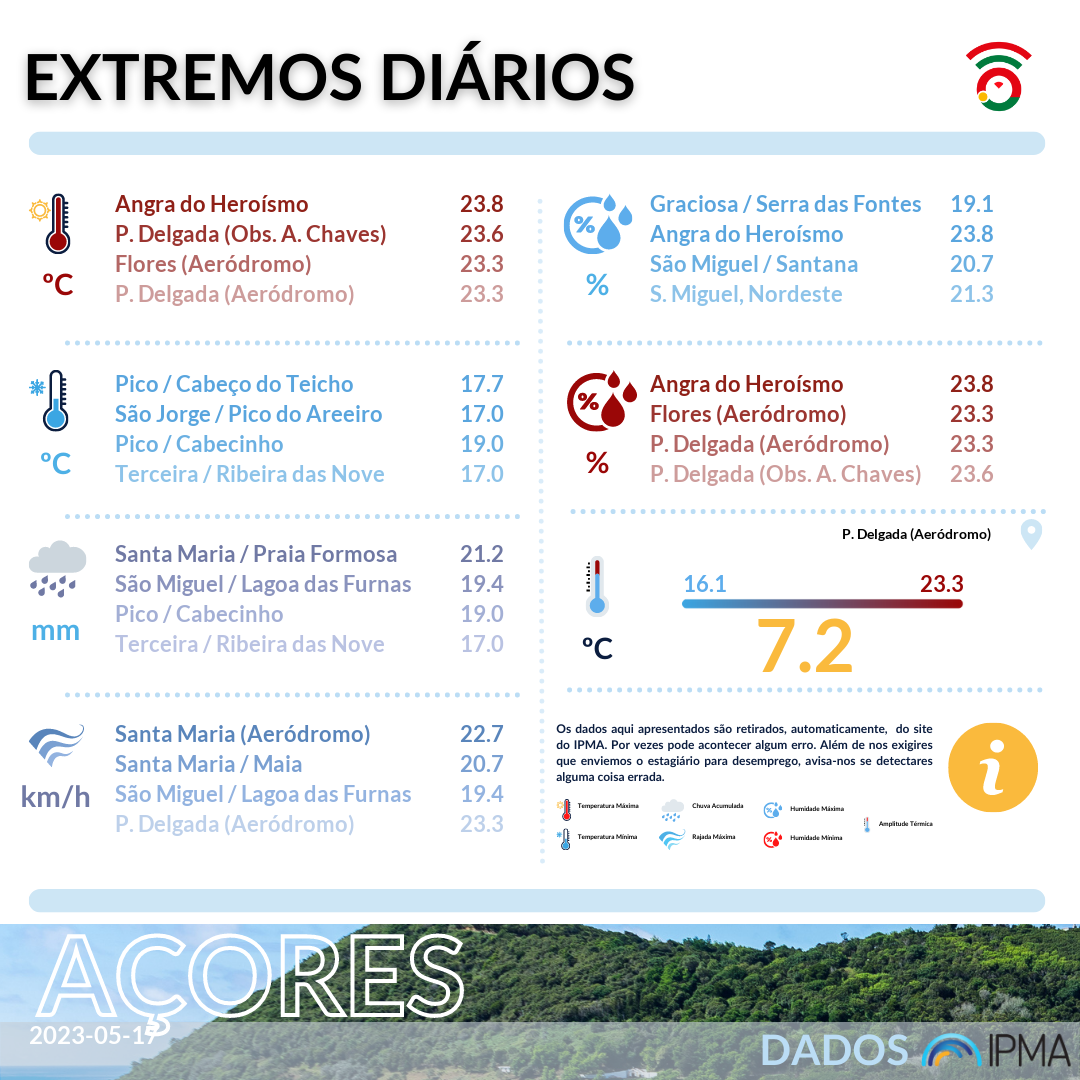 EXTREMOS DIÁRIOS
ºC
Angra do Heroísmo 23.8
P. Delgada (Obs. A. Chaves) 23.6
Flores (Aeródromo) 23.3
P. Delgada (Aeródromo) 23.3
ºC
Pico / Cabeço do Teicho 17.7
São Jorge / Pico do Areeiro 17.0
Pico / Cabecinho 19.0
Terceira / Ribeira das Nove 17.0
mm
Santa Maria / Praia Formosa 21.2
São Miguel / Lagoa das Furnas 19.4
Pico / Cabecinho 19.0
Terceira / Ribeira das Nove 17.0
km/h
Santa Maria (Aeródromo) 22.7
Santa Maria / Maia 20.7
São Miguel / Lagoa das Furnas 19.4
P. Delgada (Aeródromo) 23.3
%
%
Graciosa / Serra das Fontes 19.1
Angra do Heroísmo 23.8
São Miguel / Santana 20.7
S. Miguel, Nordeste 21.3
%
%
Angra do Heroísmo 23.8
Flores (Aeródromo) 23.3
P. Delgada (Aeródromo) 23.3
P. Delgada (Obs. A. Chaves) 23.6
P. Delgada (Aeródromo)
ºC
16.1 23.3
7.2
Os dados aqui apresentados são retirados, automaticamente, do site
do IPMA. Por vezes pode acontecer algum erro. Além de nos exigires
que enviemos o estagiário para desemprego, avisa-nos se detectares
alguma coisa errada.
i
Temperatura Máxima Chuva Acumulada Humidade Máxima
Amplitude Térmica
Temperatura Mínima Rajada Máxima Humidade Mínima
AÇORES
2023-05-17
DADOS IPMA